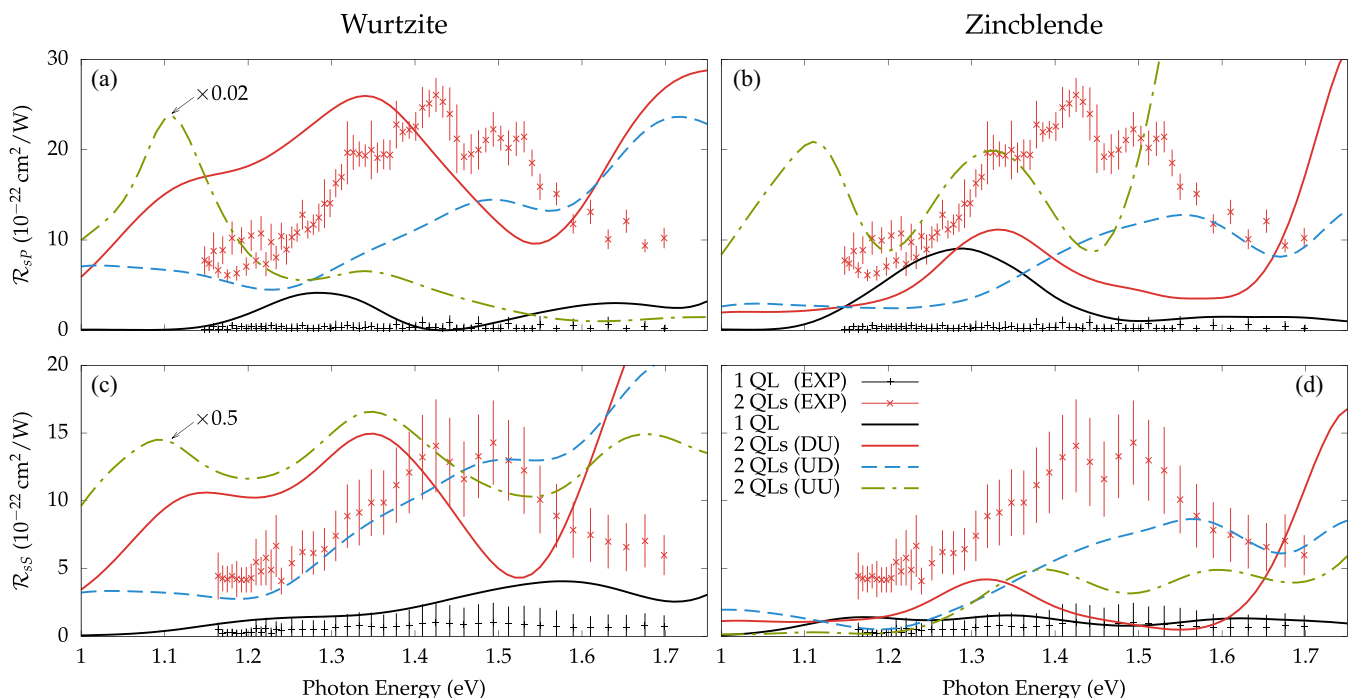 Wurtzite
Zincblende
30
20
10
0
ℛsP (10⁻²² cm²/W)
(a)
×0.02
(b)
20
15
10
5
0
ℛsS (10⁻²² cm²/W)
(c)
×0.5
(d)
1 QL (EXP)
2 QLs (EXP)
1 QL
2 QLs (DU)
2 QLs (UD)
2 QLs (UU)
1 1.1 1.2 1.3 1.4 1.5 1.6 1.7
1 1.1 1.2 1.3 1.4 1.5 1.6 1.7
Photon Energy (eV)
Photon Energy (eV)